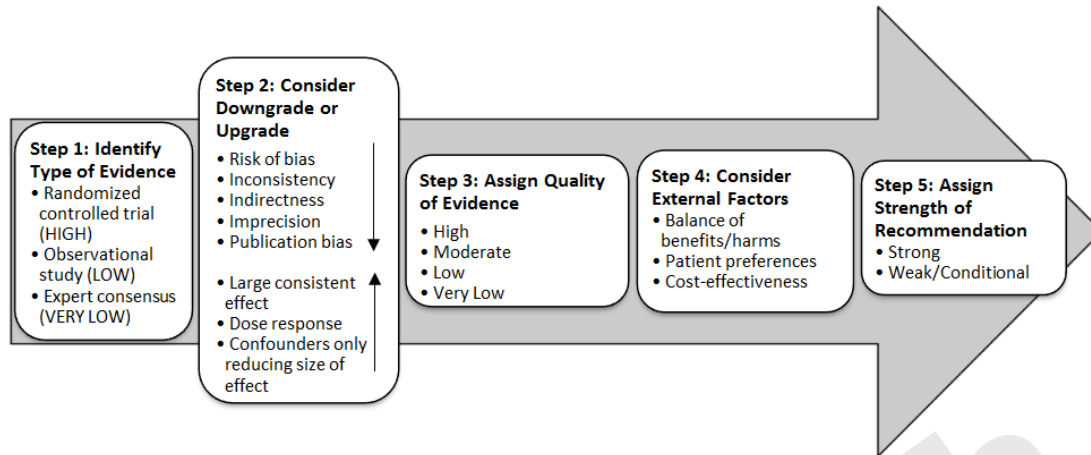 Step 1: Identify
Type of Evidence
• Randomized
controlled trial
(HIGH)
• Observational
study (LOW)
• Expert consensus
(VERY LOW)
Step 2: Consider
Downgrade or
Upgrade
• Risk of bias
• Inconsistency
• Indirectness
• Imprecision
• Publication bias
• Large consistent
effect
• Dose response
• Confounders only
reducing size of
effect
Step 3: Assign Quality
of Evidence
• High
• Moderate
• Low
• Very Low
Step 4: Consider
External Factors
• Balance of
benefits/harms
• Patient preferences
• Cost-effectiveness
Step 5: Assign
Strength of
Recommendation
• Strong
• Weak/Conditional